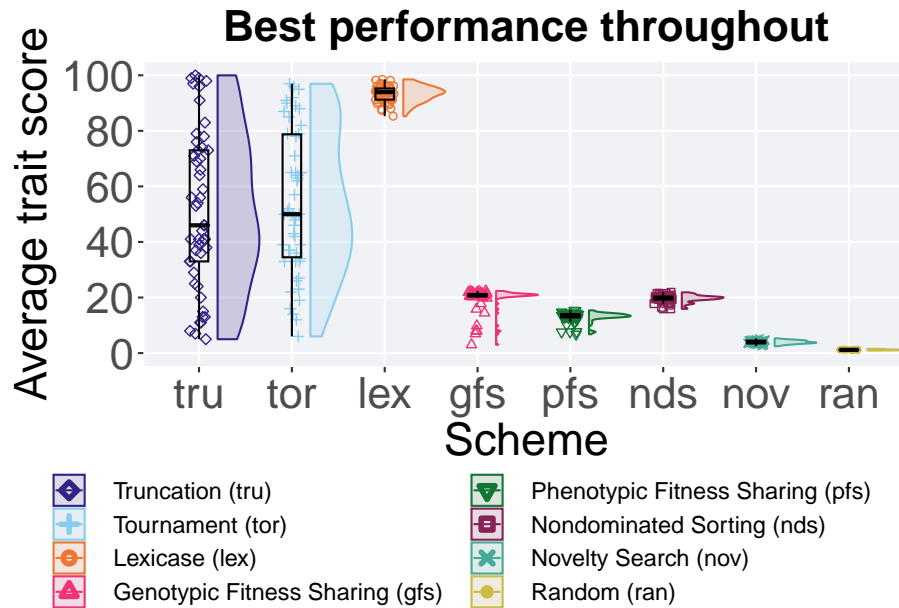 Best performance throughout
Average trait score
100
80
60
40
20
0
tru tor lex gfs pfs nds nov ran
Scheme
Truncation (tru)
Tournament (tor)
Lexicase (lex)
Genotypic Fitness Sharing (gfs)
Phenotypic Fitness Sharing (pfs)
Nondominated Sorting (nds)
Novelty Search (nov)
Random (ran)